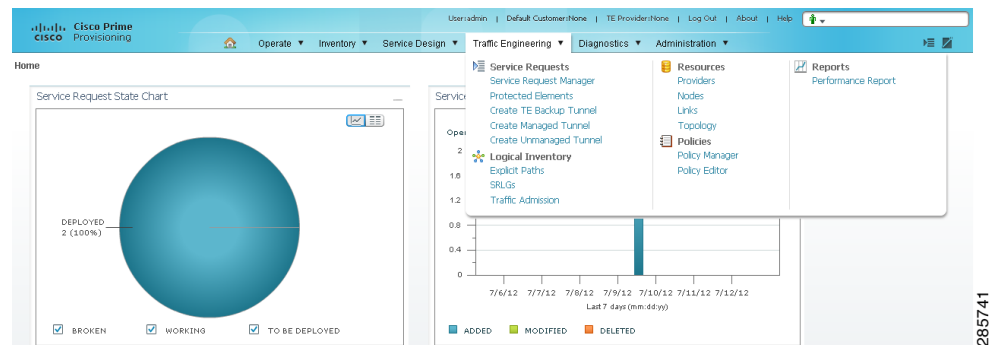 User: admin | Default Customer: None | TE Provider: None | Log Out | About | Help
cisco Cisco Prime
Provisioning
Operate ▼ Inventory ▼ Service Design ▼ Traffic Engineering ▼ Diagnostics ▼ Administration ▼
Home
Service Requests
Service Request Manager
Protected Elements
Create TE Backup Tunnel
Create Managed Tunnel
Create Unmanaged Tunnel
Logical Inventory
Explicit Paths
SRLGs
Traffic Admission
Resources
Providers
Nodes
Links
Topology
Policies
Policy Manager
Policy Editor
Reports
Performance Report
Service Request State Chart
DEPLOYED
2 (100%)
BROKEN WORKING TO BE DEPLOYED
Service
Oper
2
1.6
1.2
0.8
0.4
0
7/6/12 7/7/12 7/8/12 7/9/12 7/10/12 7/11/12 7/12/12
Last 7 days (mm:dd:yy)
ADDED MODIFIED DELETED
285741